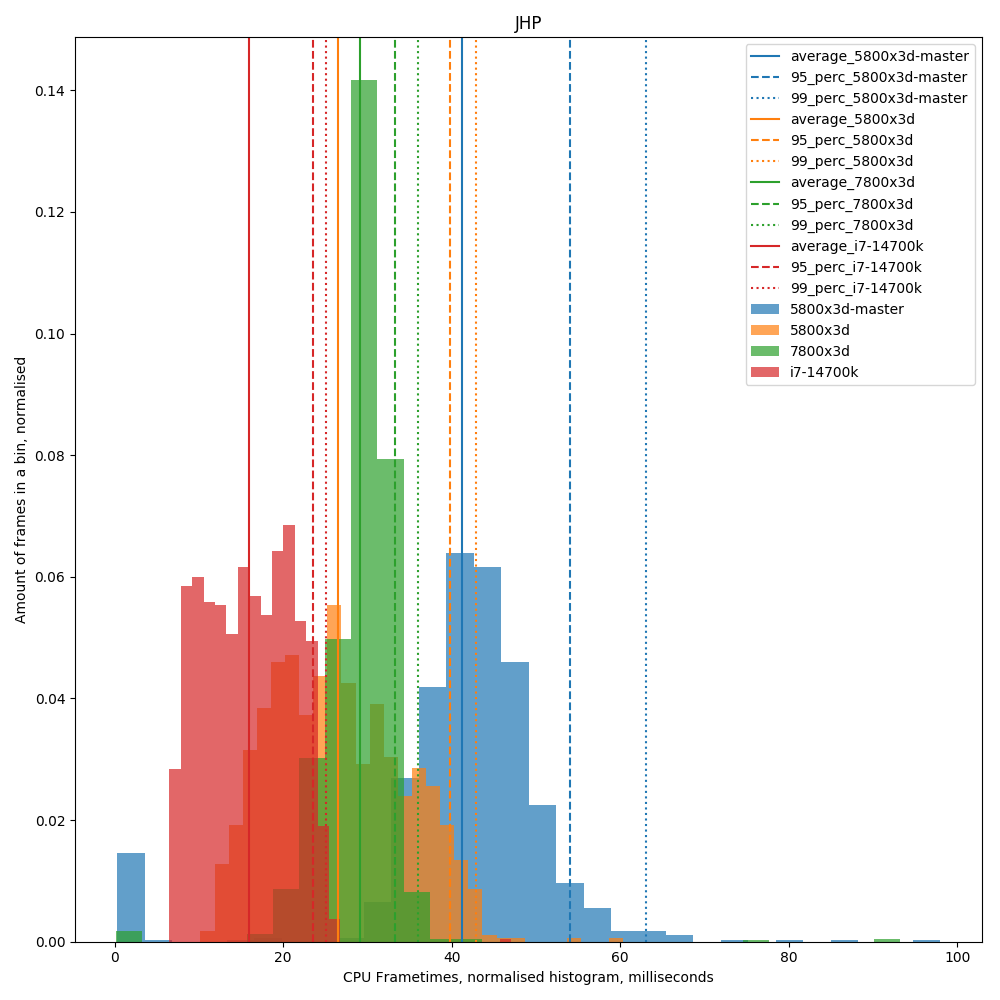 JHP
average_5800x3d-master
95_perc_5800x3d-master
99_perc_5800x3d-master
average_5800x3d
95_perc_5800x3d
99_perc_5800x3d
average_7800x3d
95_perc_7800x3d
99_perc_7800x3d
average_i7-14700k
95_perc_i7-14700k
99_perc_i7-14700k
5800x3d-master
5800x3d
7800x3d
i7-14700k
Amount of frames in a bin, normalised
0.14
0.12
0.10
0.08
0.06
0.04
0.02
0.00
0 20 40 60 80 100
CPU Frametimes, normalised histogram, milliseconds